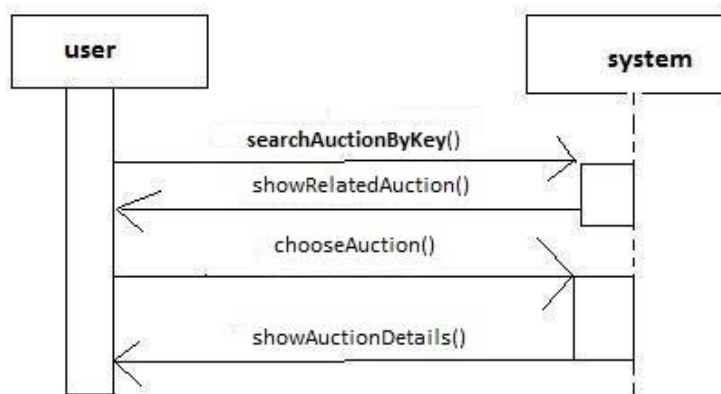 user
system
searchAuctionByKey()
showRelatedAuction()
chooseAuction()
showAuctionDetails()